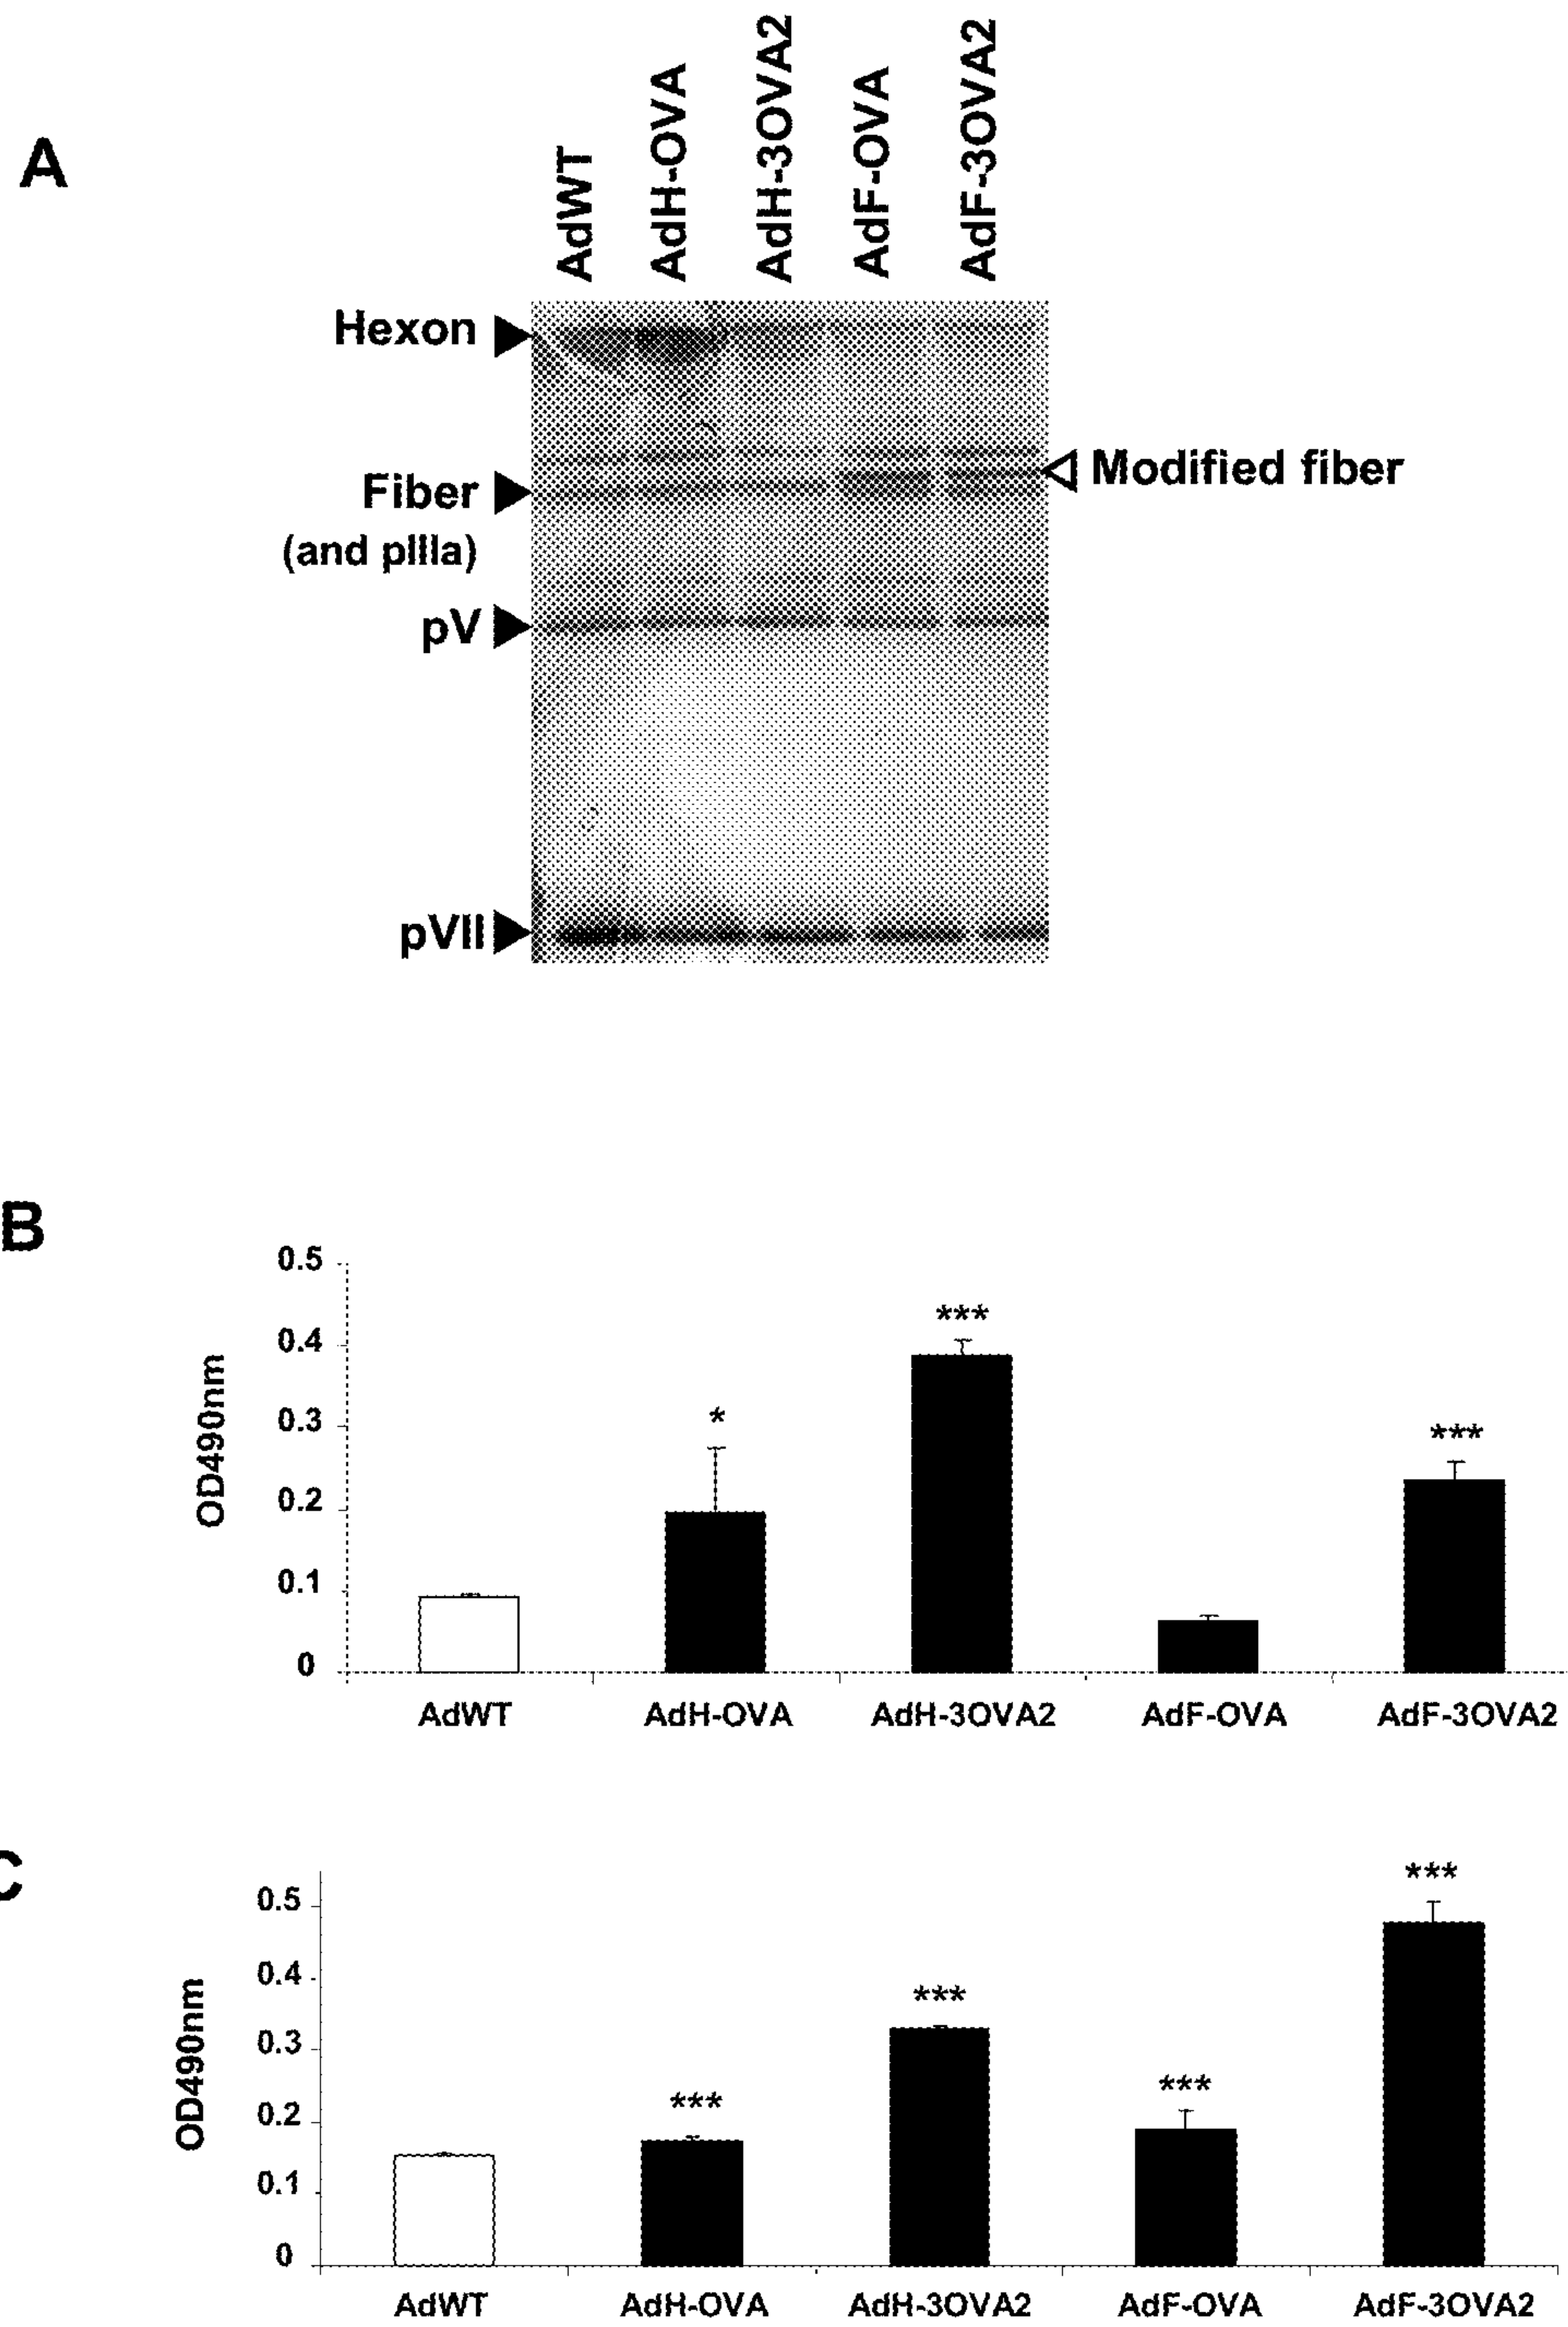 A
AdWT
AdH-OVA
AdH-3OVA2
AdF-OVA
AdF-3OVA2
Hexon
Modified fiber
Fiber
(and pIIIa)
pV
pVII
B
0.5
0.4
0.3
0.2
0.1
0
OD490nm
***
*
***
AdWT AdH-OVA AdH-3OVA2 AdF-OVA AdF-3OVA2
C
0.5
0.4
0.3
0.2
0.1
0
OD490nm
***
***
***
***
AdWT AdH-OVA AdH-3OVA2 AdF-OVA AdF-3OVA2